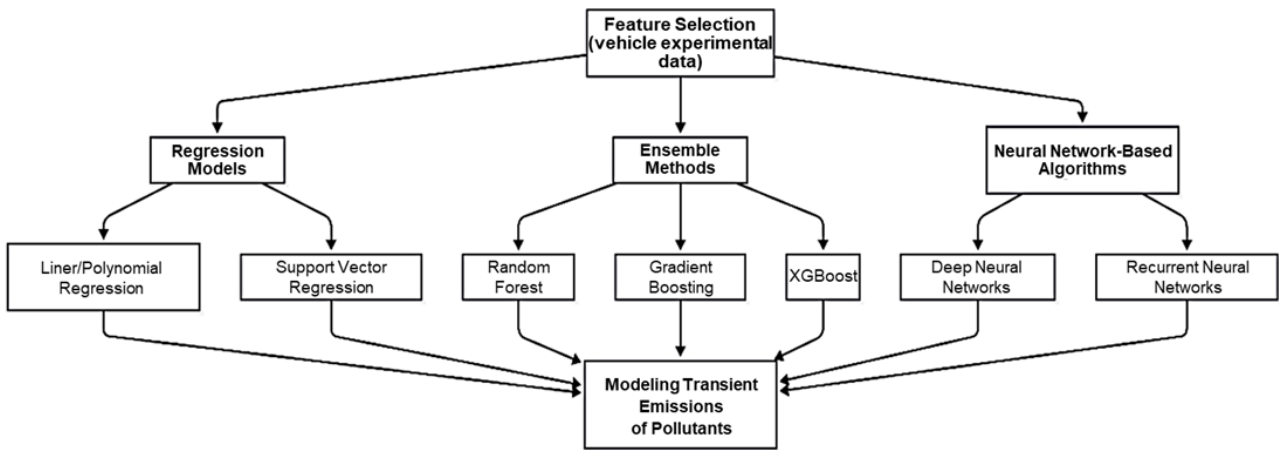 Feature Selection
(vehicle experimental
data)
Regression
Models
Ensemble
Methods
Neural Network-Based
Algorithms
Liner/Polynomial
Regression
Support Vector
Regression
Random
Forest
Gradient
Boosting
XGBoost
Deep Neural
Networks
Recurrent Neural
Networks
Modeling Transient
Emissions
of Pollutants